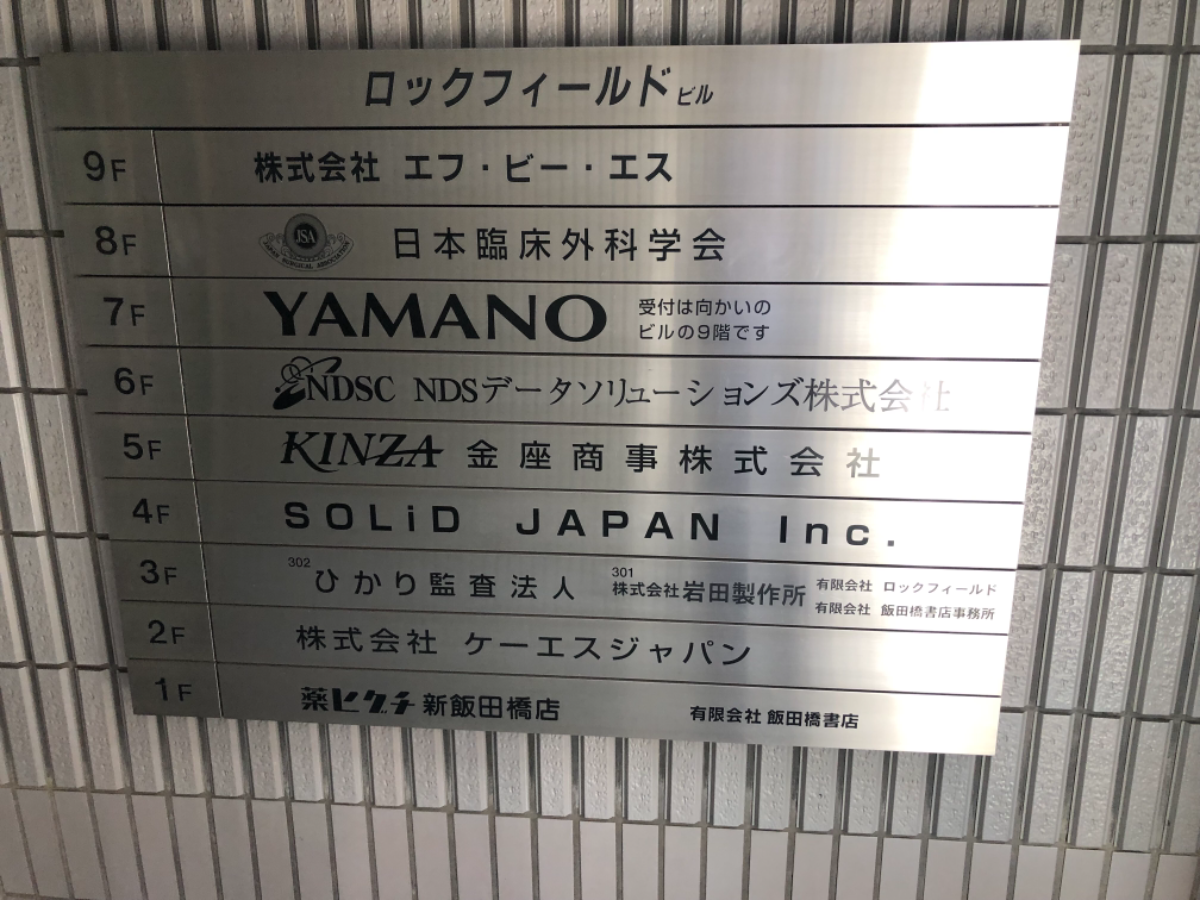 ロックフィールドビル
9F 株式会社 エフ・ビー・エス
8F JSA JAPAN SURGICAL ASSOCIATION 日本臨床外科学会
7F YAMANO 受付は向かいの
ビルの9階です
6F NDSC NDSデータソリューションズ株式会社
5F KINZA 金座商事株式会社
4F SOLiD JAPAN Inc.
3F 302 ひかり監査法人 301 株式会社 岩田製作所 有限会社 ロックフィールド
有限会社 飯田橋書店事務所
2F 株式会社 ケーエスジャパン
1F 薬ヒグチ 新飯田橋店 有限会社 飯田橋書店